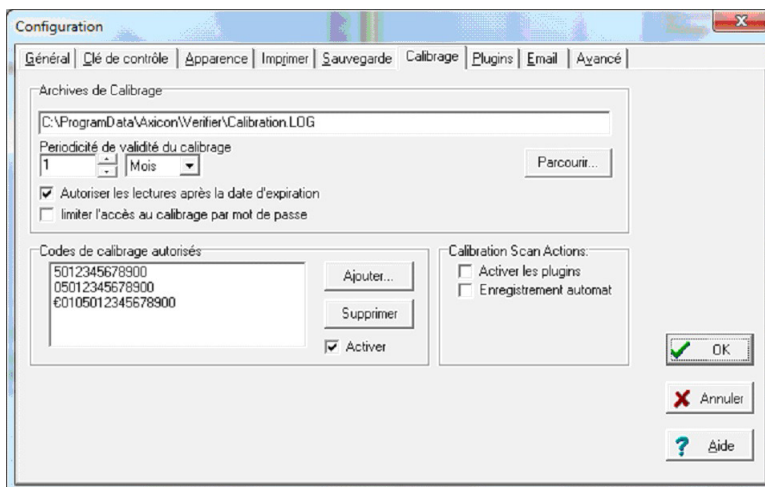 Configuration
Général Clé de contrôle Apparence Imprimer Sauvegarde Calibrage Plugins Email Avancé
Archives de Calibrage
C:\ProgramData\Axicon\Verifier\Calibration.LOG
Periodicité de validité du calibrage
1 Mois Parcourir...
Autoriser les lectures après la date d'expiration
limiter l'accès au calibrage par mot de passe
Codes de calibrage autorisés
5012345678900
05012345678900
€0105012345678900
Ajouter...
Supprimer
Activer
Calibration Scan Actions:
Activer les plugins
Enregistrement automat
OK
Annuler
Aide